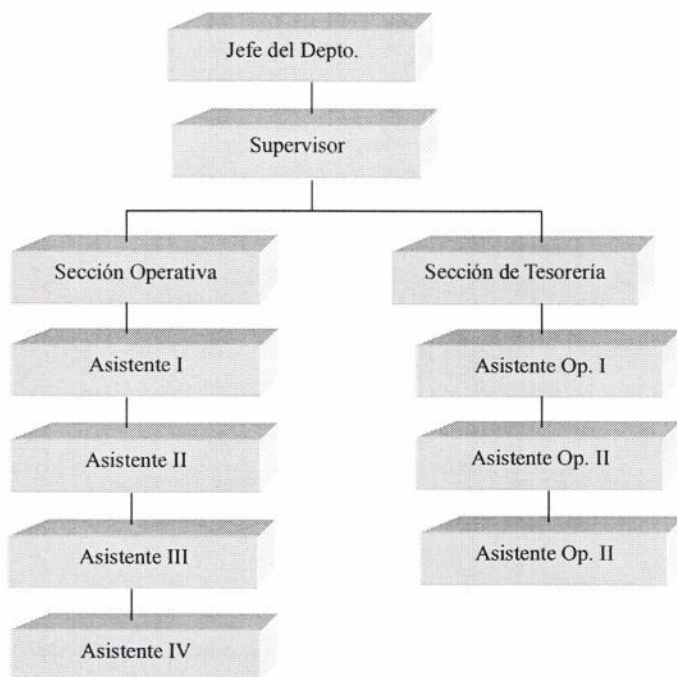 Jefe del Depto.
Supervisor
Sección Operativa
Sección de Tesorería
Asistente I
Asistente Op. I
Asistente II
Asistente Op. II
Asistente III
Asistente Op. II
Asistente IV